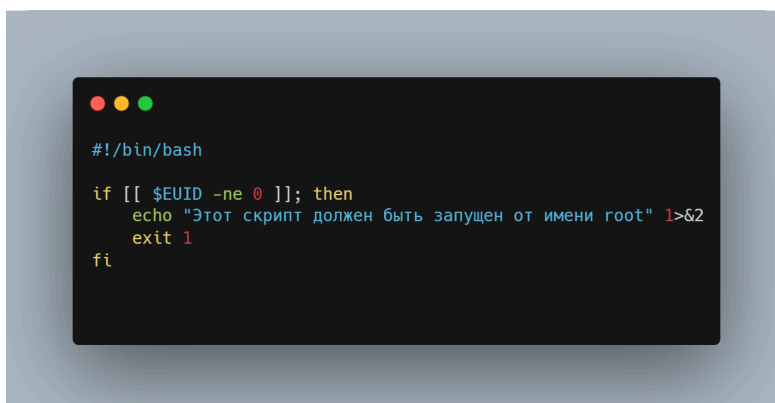 #!/bin/bash
if [[ $EUID -ne 0 ]]; then
    echo "Этот скрипт должен быть запущен от имени root" 1>&2
    exit 1
fi